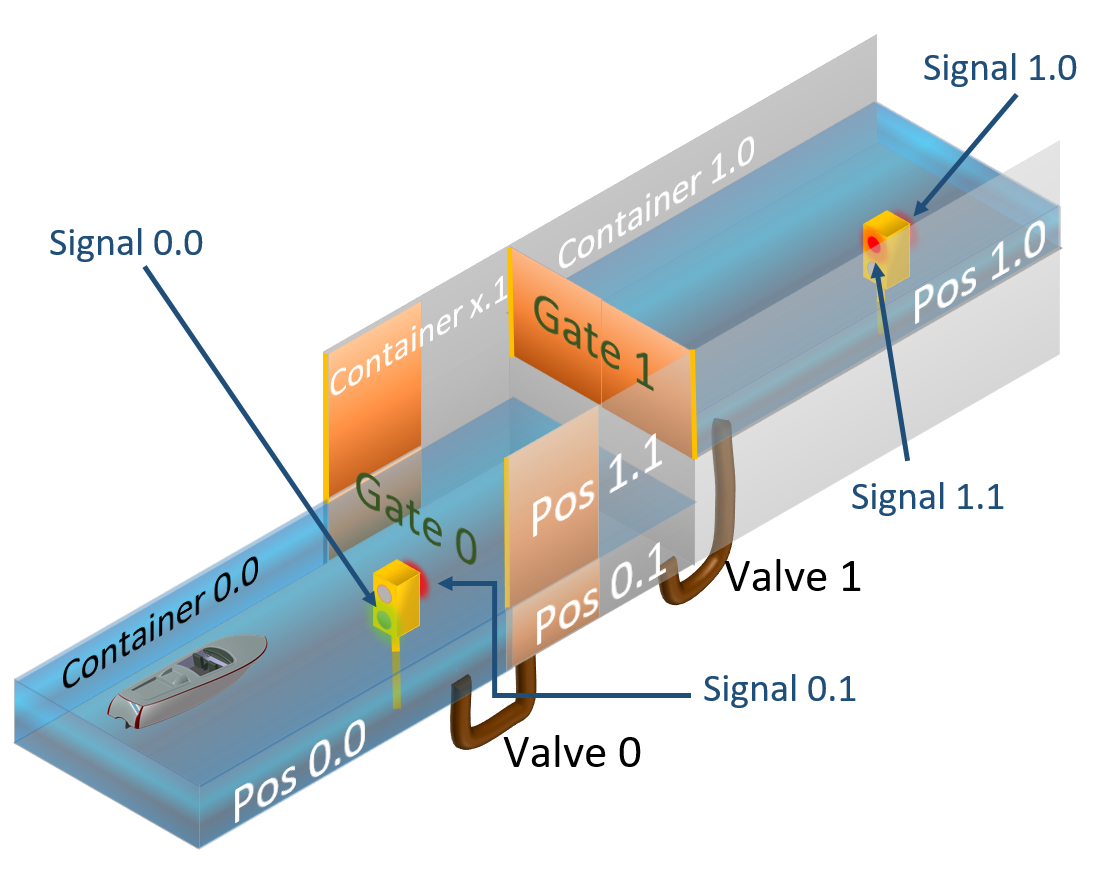 Signal 1.0
Container 1.0
Signal 0.0
Pos 1.0
Container x.1
Gate 1
Pos 1.1
Signal 1.1
Gate 0
Pos 0.1
Valve 1
Container 0.0
Signal 0.1
Pos 0.0
Valve 0